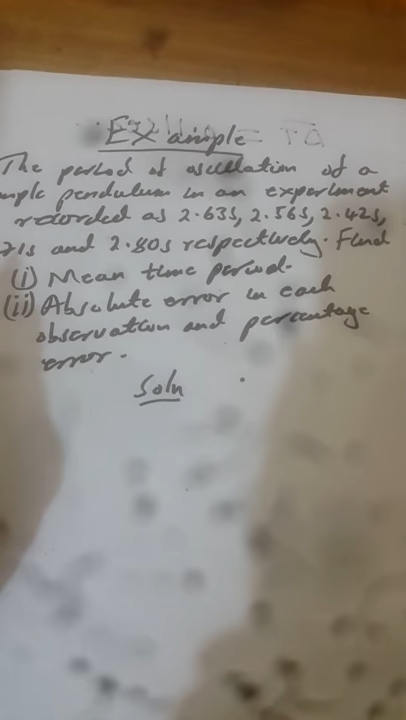 EXample
The period of oscillation of a
mple pendulum in an experiment
recorded as 2.63s, 2.56s, 2.42s,
71s and 2.80s respectively. Find
(i) Mean time period.
(ii) Absolute error in each
observation and percentage
error.
Soln